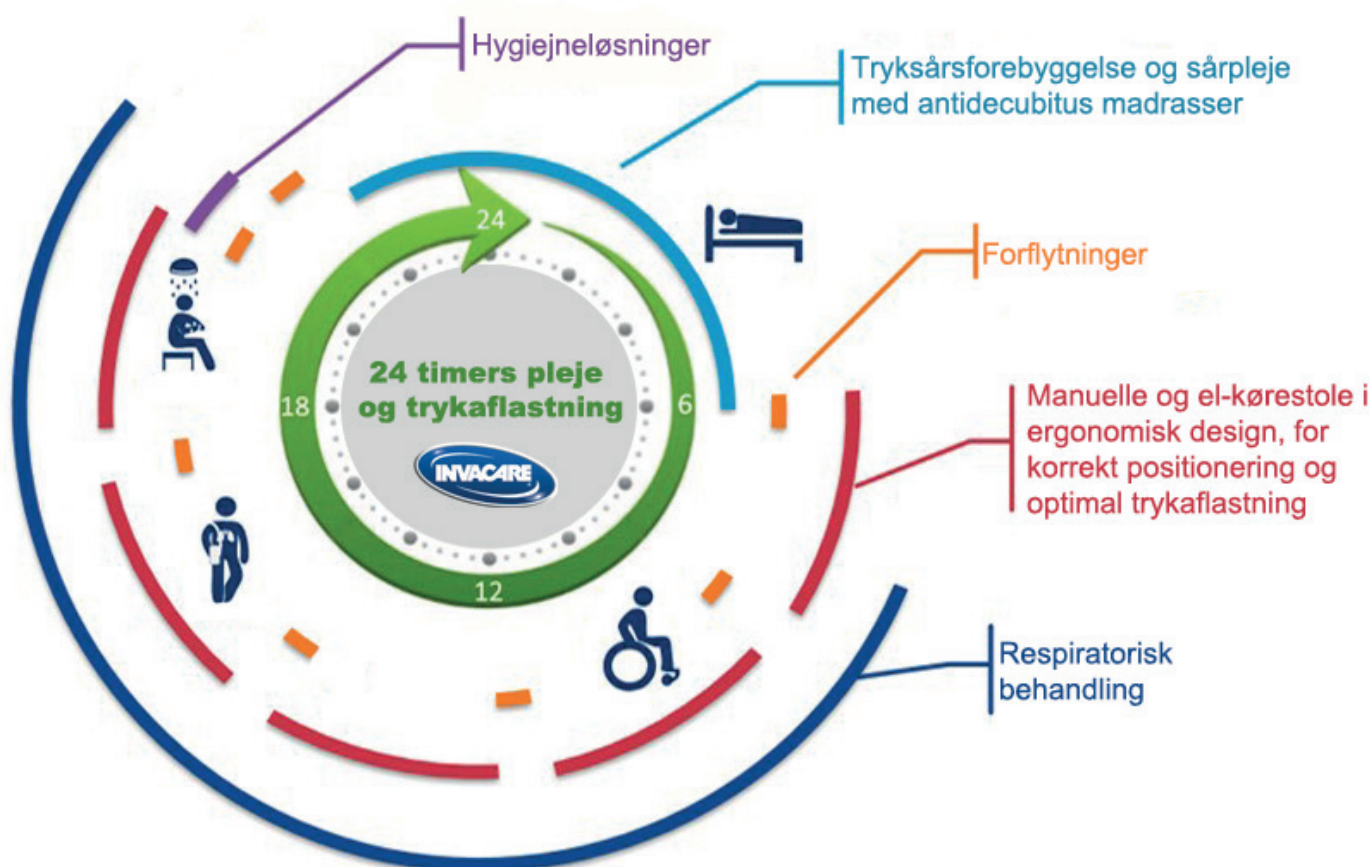 Hygiejneløsninger
Tryksårsforebyggelse og sårpleje
med antidecubitus madrasser
24
Forflytninger
24 timers pleje
og trykaflastning
18
6
INVACARE
Manuelle og el-kørestole i
ergonomisk design, for
korrekt positionering og
optimal trykaflastning
12
Respiratorisk
behandling